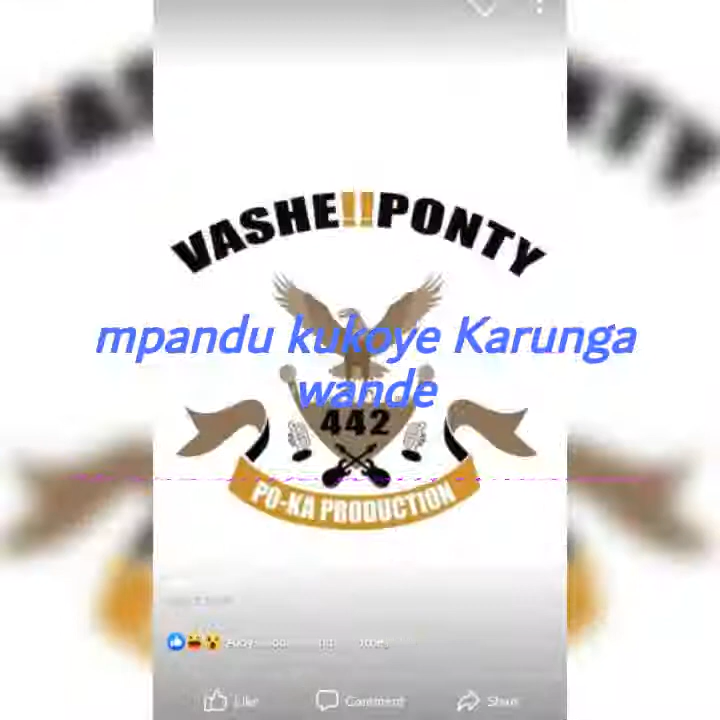 VASHE!!PONTY
mpandu kukoye Karunga
wande
442
PO-KA PRODUCTION
Like
Comment
Share